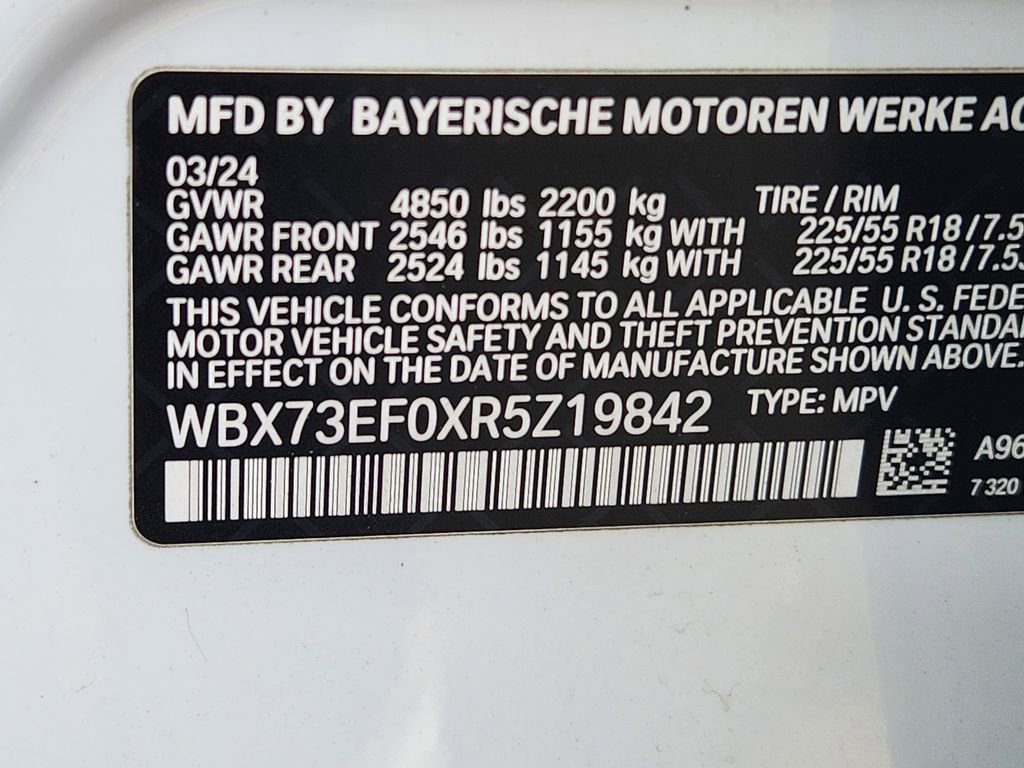 MFD BY BAYERISCHE MOTOREN WERKE AG
03/24
GVWR 4850 lbs 2200 kg TIRE / RIM
GAWR FRONT 2546 lbs 1155 kg WITH 225/55 R18 / 7.5
GAWR REAR 2524 lbs 1145 kg WITH 225/55 R18 / 7.5J
THIS VEHICLE CONFORMS TO ALL APPLICABLE U. S. FEDE
MOTOR VEHICLE SAFETY AND THEFT PREVENTION STANDA
IN EFFECT ON THE DATE OF MANUFACTURE SHOWN ABOVE.
WBX73EF0XR5Z19842 TYPE: MPV
A96
7 320